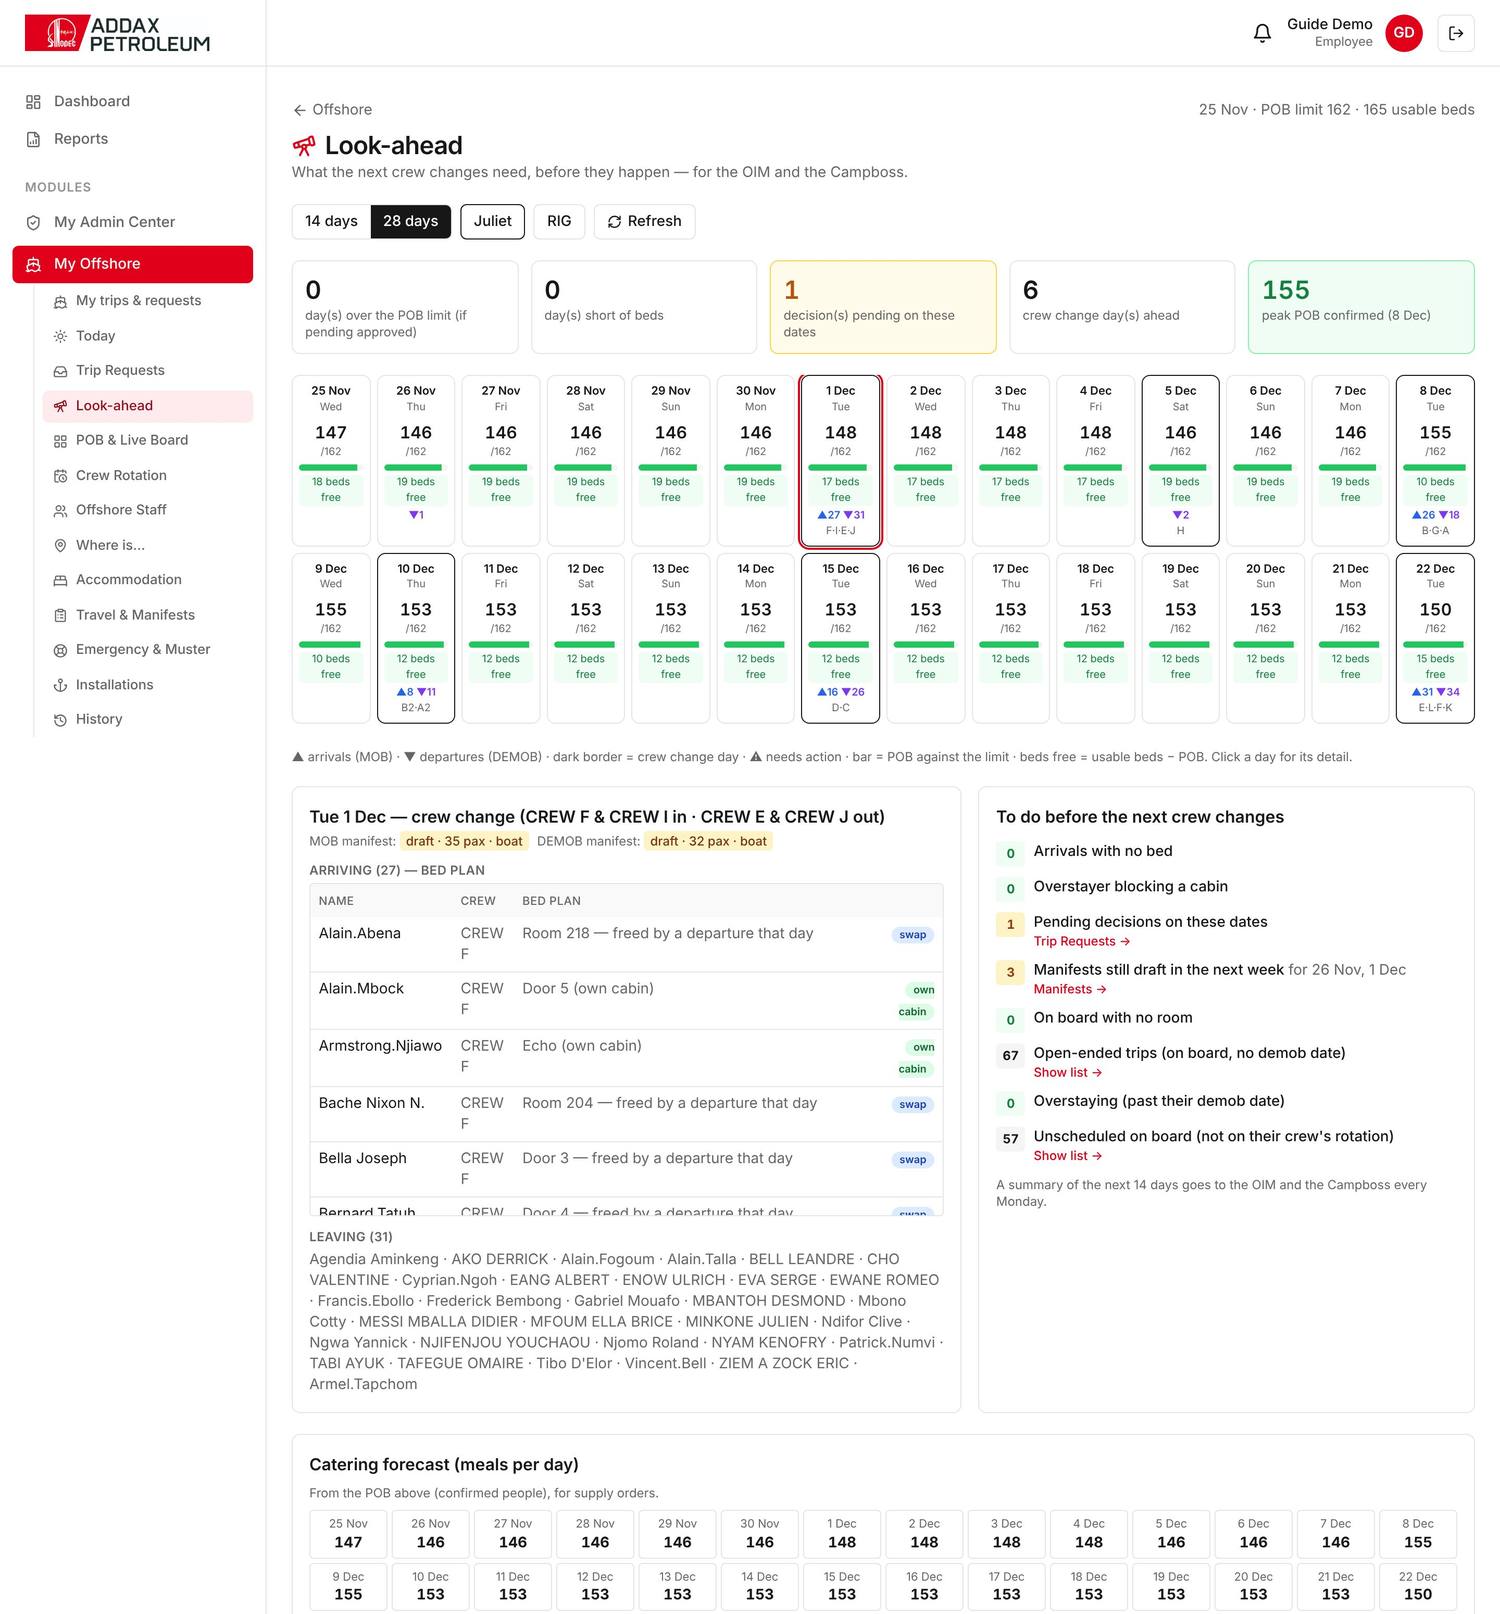 ADDAX
PETROLEUM
Guide Demo
Employee
GD
Dashboard
Reports
MODULES
My Admin Center
My Offshore
My trips & requests
Today
Trip Requests
Look-ahead
POB & Live Board
Crew Rotation
Offshore Staff
Where is...
Accommodation
Travel & Manifests
Emergency & Muster
Installations
History
← Offshore
25 Nov · POB limit 162 · 165 usable beds
Look-ahead
What the next crew changes need, before they happen — for the OIM and the Campboss.
14 days 28 days Juliet RIG Refresh
0
day(s) over the POB limit (if
pending approved)
0
day(s) short of beds
1
decision(s) pending on these
dates
6
crew change day(s) ahead
155
peak POB confirmed (8 Dec)
25 Nov 26 Nov 27 Nov 28 Nov 29 Nov 30 Nov 1 Dec 2 Dec 3 Dec 4 Dec 5 Dec 6 Dec 7 Dec 8 Dec
Wed Thu Fri Sat Sun Mon Tue Wed Thu Fri Sat Sun Mon Tue
147 146 146 146 146 146 148 148 148 148 146 146 146 155
/162 /162 /162 /162 /162 /162 /162 /162 /162 /162 /162 /162 /162 /162
18 beds 19 beds 19 beds 19 beds 19 beds 19 beds 17 beds 17 beds 17 beds 17 beds 19 beds 19 beds 19 beds 10 beds
free free free free free free free free free free free free free free
▼1 ▲27 ▼31 ▼2 ▲26 ▼18
F·I·E·J H B·G·A
9 Dec 10 Dec 11 Dec 12 Dec 13 Dec 14 Dec 15 Dec 16 Dec 17 Dec 18 Dec 19 Dec 20 Dec 21 Dec 22 Dec
Wed Thu Fri Sat Sun Mon Tue Wed Thu Fri Sat Sun Mon Tue
155 153 153 153 153 153 153 153 153 153 153 153 153 150
/162 /162 /162 /162 /162 /162 /162 /162 /162 /162 /162 /162 /162 /162
10 beds 12 beds 12 beds 12 beds 12 beds 12 beds 12 beds 12 beds 12 beds 12 beds 12 beds 12 beds 12 beds 15 beds
free free free free free free free free free free free free free free
▲8 ▼11 ▲16 ▼26 ▲31 ▼34
B2·A2 D·C E·L·F·K
▲ arrivals (MOB) · ▼ departures (DEMOB) · dark border = crew change day · ⚠ needs action · bar = POB against the limit · beds free = usable beds − POB. Click a day for its detail.
Tue 1 Dec — crew change (CREW F & CREW I in · CREW E & CREW J out)
MOB manifest: draft · 35 pax · boat DEMOB manifest: draft · 32 pax · boat
ARRIVING (27) — BED PLAN
NAME CREW BED PLAN
Alain.Abena CREW F Room 218 — freed by a departure that day swap
Alain.Mbock CREW F Door 5 (own cabin) own cabin
Armstrong.Njiawo CREW F Echo (own cabin) own cabin
Bache Nixon N. CREW F Room 204 — freed by a departure that day swap
Bella Joseph CREW F Door 3 — freed by a departure that day swap
Bernard Tatuh CREW Door 4 — freed by a departure that day swap
LEAVING (31)
Agendia Aminkeng · AKO DERRICK · Alain.Fogoum · Alain.Talla · BELL LEANDRE · CHO
VALENTINE · Cyprian.Ngoh · EANG ALBERT · ENOW ULRICH · EVA SERGE · EWANE ROMEO
· Francis.Ebollo · Frederick Bembong · Gabriel Mouafo · MBANTOH DESMOND · Mbono
Cotty · MESSI MBALLA DIDIER · MFOUM ELLA BRICE · MINKONE JULIEN · Ndifor Clive ·
Ngwa Yannick · NJIFENJOU YOUCHAOU · Njomo Roland · NYAM KENOFRY · Patrick.Numvi ·
TABI AYUK · TAFEGUE OMAIRE · Tibo D'Elor · Vincent.Bell · ZIEM A ZOCK ERIC ·
Armel.Tapchom
To do before the next crew changes
0 Arrivals with no bed
0 Overstayer blocking a cabin
1 Pending decisions on these dates
Trip Requests →
3 Manifests still draft in the next week for 26 Nov, 1 Dec
Manifests →
0 On board with no room
67 Open-ended trips (on board, no demob date)
Show list →
0 Overstaying (past their demob date)
57 Unscheduled on board (not on their crew's rotation)
Show list →
A summary of the next 14 days goes to the OIM and the Campboss every
Monday.
Catering forecast (meals per day)
From the POB above (confirmed people), for supply orders.
25 Nov 26 Nov 27 Nov 28 Nov 29 Nov 30 Nov 1 Dec 2 Dec 3 Dec 4 Dec 5 Dec 6 Dec 7 Dec 8 Dec
147 146 146 146 146 146 148 148 148 148 146 146 146 155
9 Dec 10 Dec 11 Dec 12 Dec 13 Dec 14 Dec 15 Dec 16 Dec 17 Dec 18 Dec 19 Dec 20 Dec 21 Dec 22 Dec
155 153 153 153 153 153 153 153 153 153 153 153 153 150